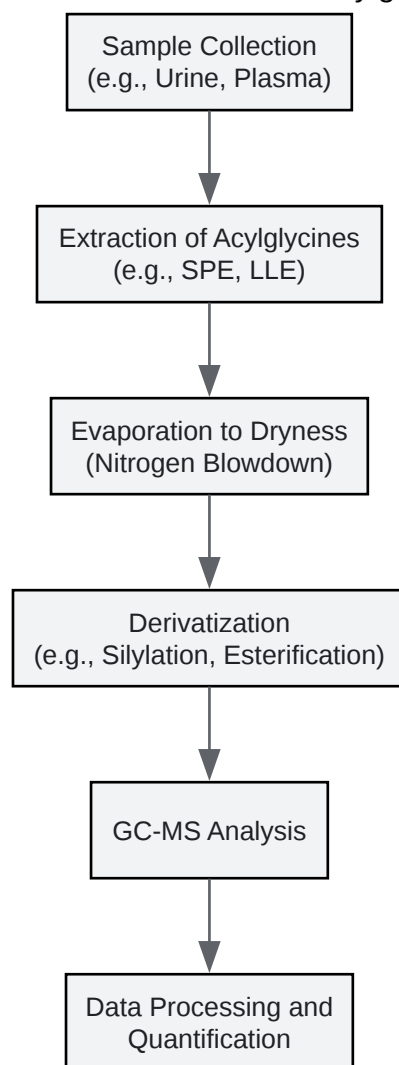 Sample Collection
(e.g., Urine, Plasma)
Extraction of Acylglycines
(e.g., SPE, LLE)
Evaporation to Dryness
(Nitrogen Blowdown)
Derivatization
(e.g., Silylation, Esterification)
GC-MS Analysis
Data Processing and
Quantification